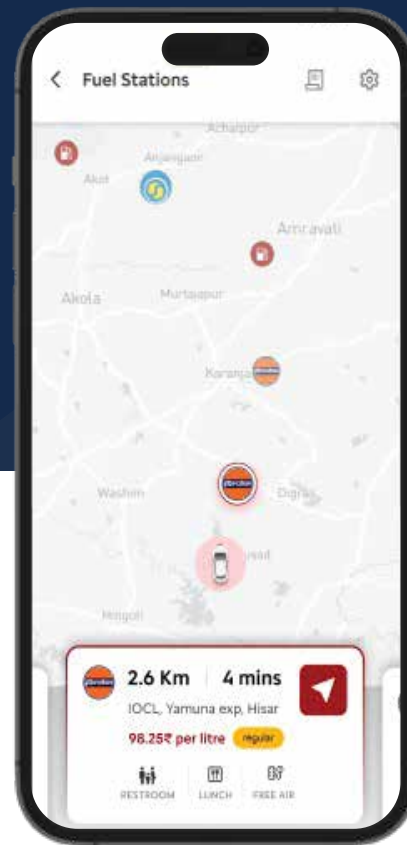 Fuel Stations
Achalpur
Anjangaon
Akot
Amravati
Akola
Murtajapur
Karanja
Washim
Digras
usad
Hingoli
2.6 Km
4 mins
IOCL, Yamuna exp, Hisar
98.25₹ per litre
regular
RESTROOM
LUNCH
FREE AIR